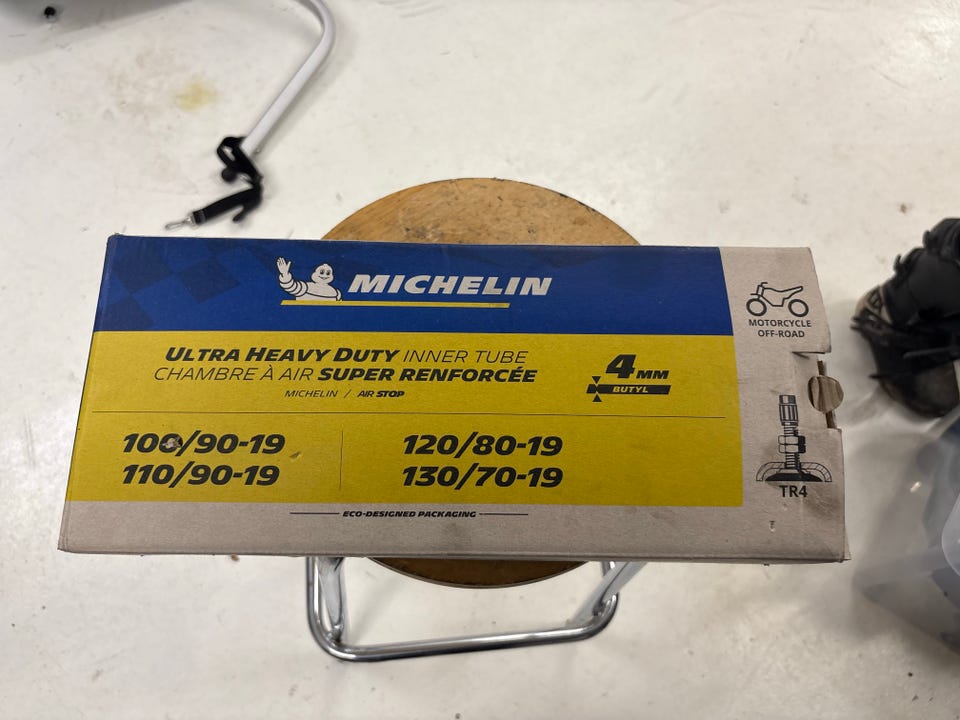 MICHELIN
MOTORCYCLE
OFF-ROAD
ULTRA HEAVY DUTY INNER TUBE
CHAMBRE À AIR SUPER RENFORCÉE
MICHELIN / AIR STOP
4MM
BUTYL
100/90-19
110/90-19
120/80-19
130/70-19
TR4
ECO-DESIGNED PACKAGING